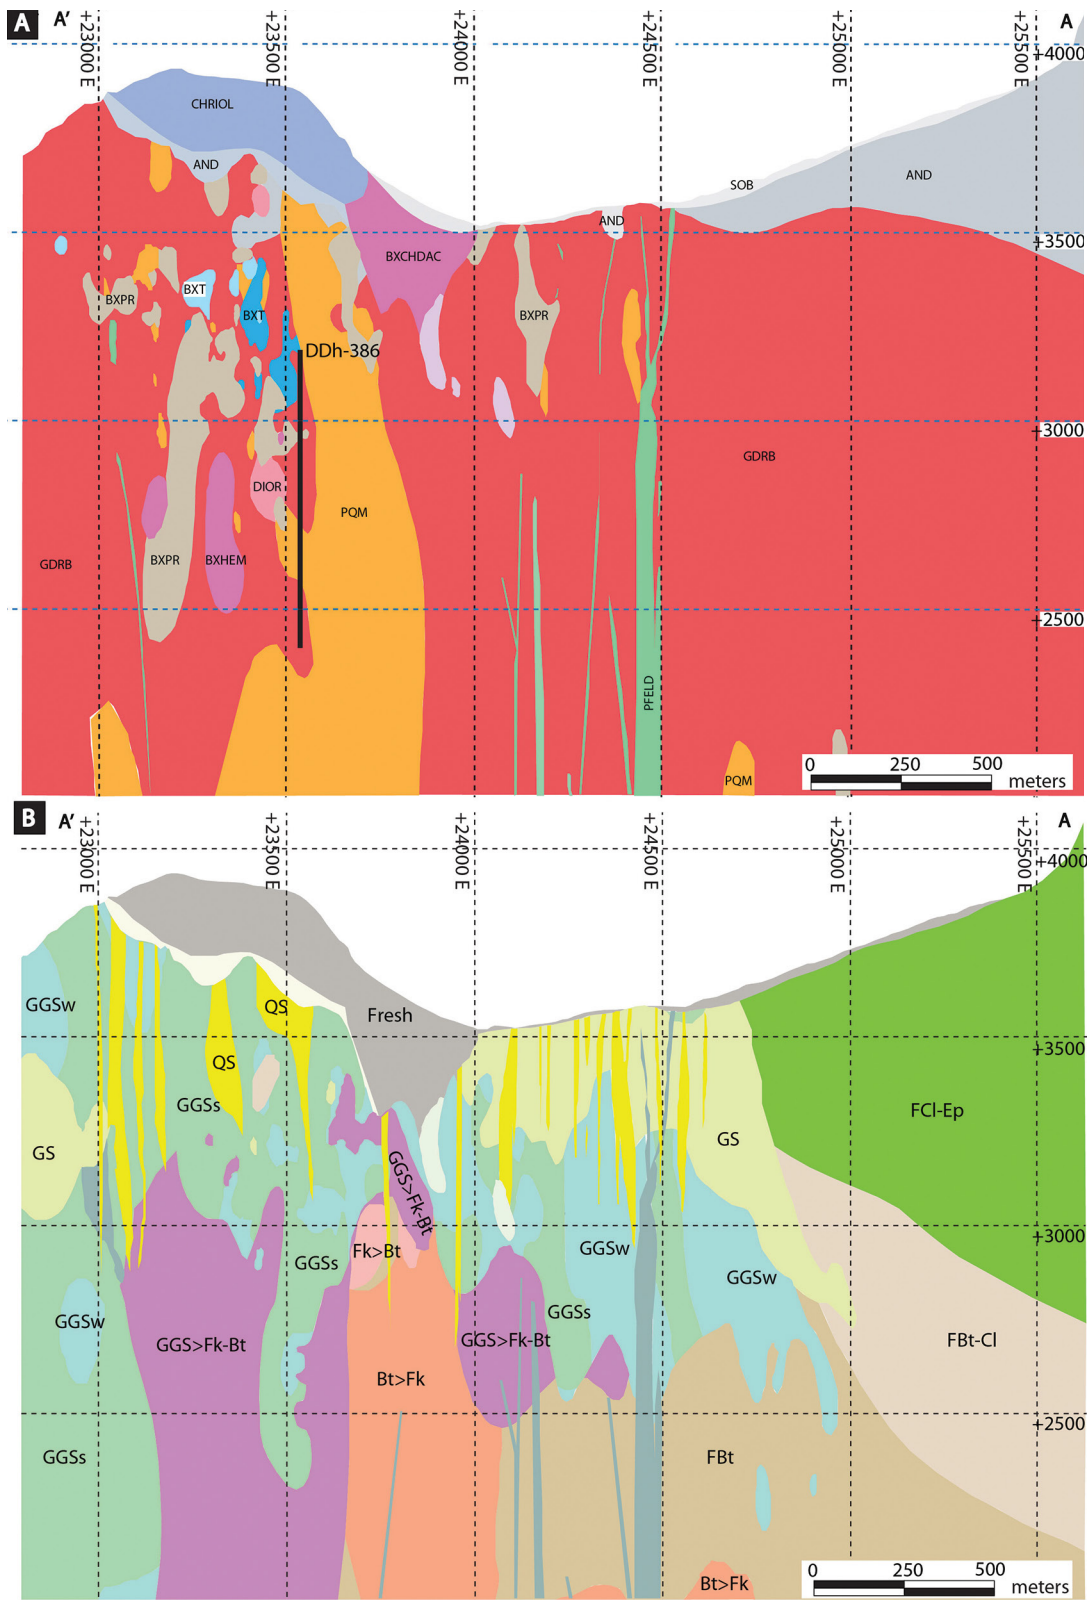 A A' A
+23000 E
+23500 E
+24000 E
+24500 E
+25000 E
+25500 E
+4000
CHRIOL
AND
AND
SOB
AND
+3500
BXCHDAC
BXT
BXPR
BXT
BXPR
DDh-386
+3000
GDRB
DIOR
PQM
BXPR
BXHEM
GDRB
+2500
PFELD
PQM
0 250 500
meters
B A' A
+23000 E
+23500 E
+24000 E
+24500 E
+25000 E
+25500 E
+4000
GGSw
QS
Fresh
+3500
QS
GGSs
FCl-Ep
GS
GS
GGS>Fk-Bt
+3000
Fk>Bt
GGSs
GGSw
GGSw
GGSw
GGSs
GGS>Fk-Bt
GGS>Fk-Bt
FBt-Cl
Bt>Fk
+2500
GGSs
FBt
Bt>Fk
0 250 500
meters